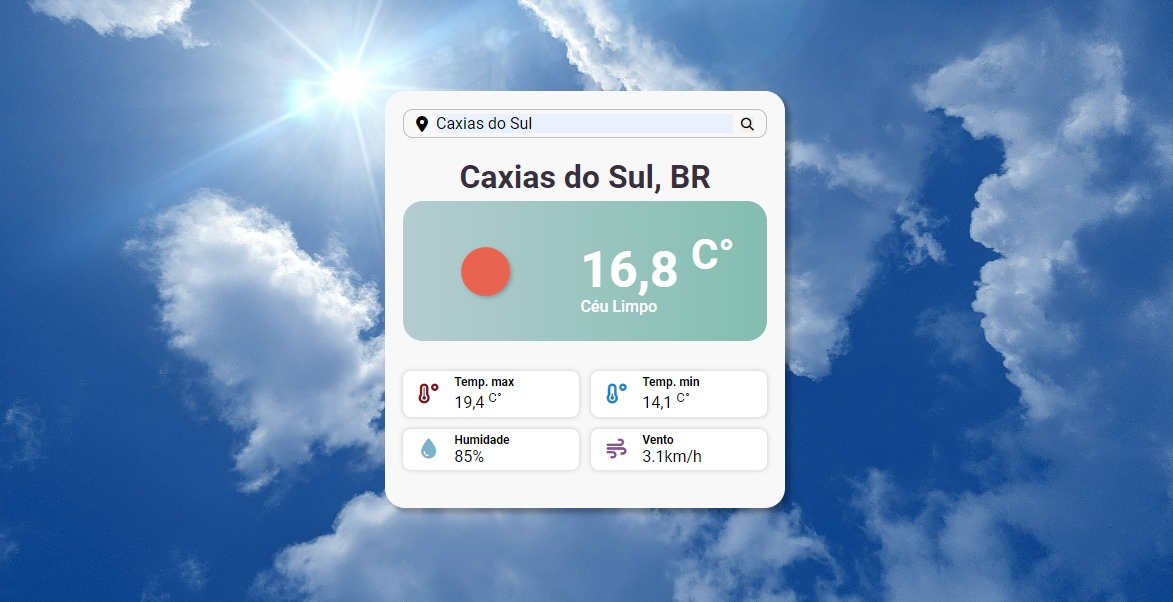 Caxias do Sul
Caxias do Sul, BR
16,8 C°
Céu Limpo
Temp. max
19,4 C°
Temp. min
14,1 C°
Humidade
85%
Vento
3.1km/h